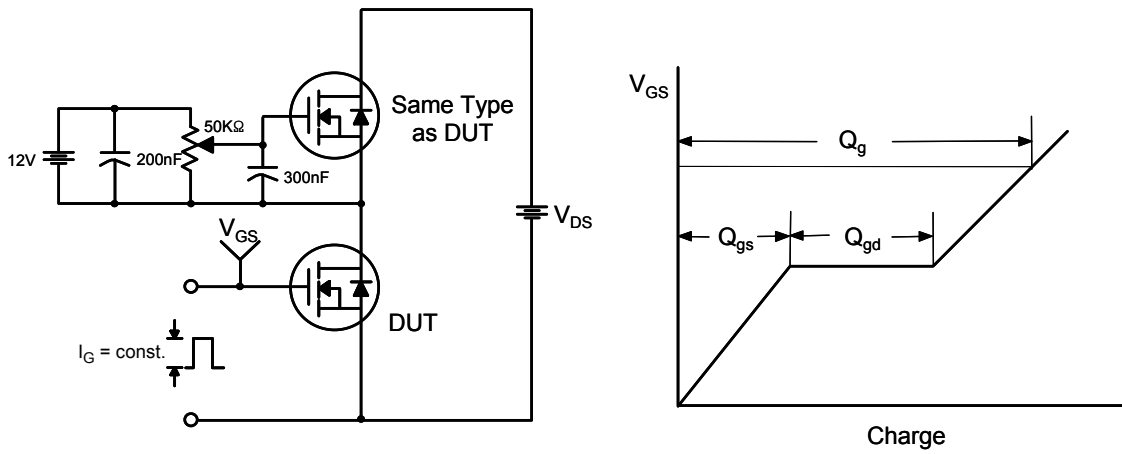 12V
200nF
50KΩ
300nF
Same Type
as DUT
V_GS
DUT
I_G = const.
V_DS
V_GS
Q_g
Q_gs
Q_gd
Charge